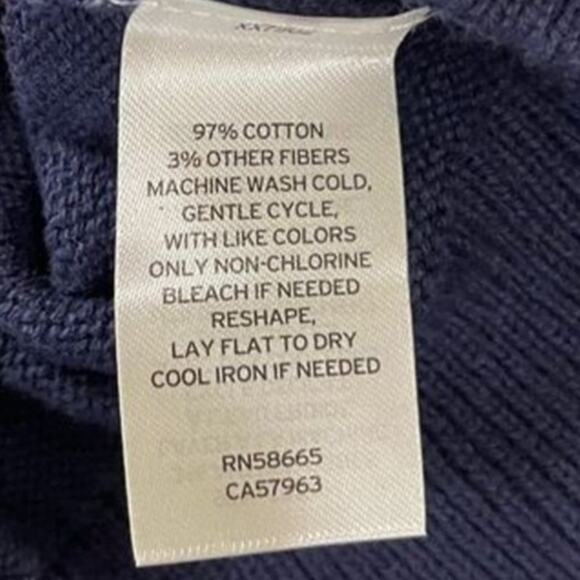 97% COTTON
3% OTHER FIBERS
MACHINE WASH COLD,
GENTLE CYCLE,
WITH LIKE COLORS
ONLY NON-CHLORINE
BLEACH IF NEEDED
RESHAPE,
LAY FLAT TO DRY
COOL IRON IF NEEDED
RN58665
CA57963